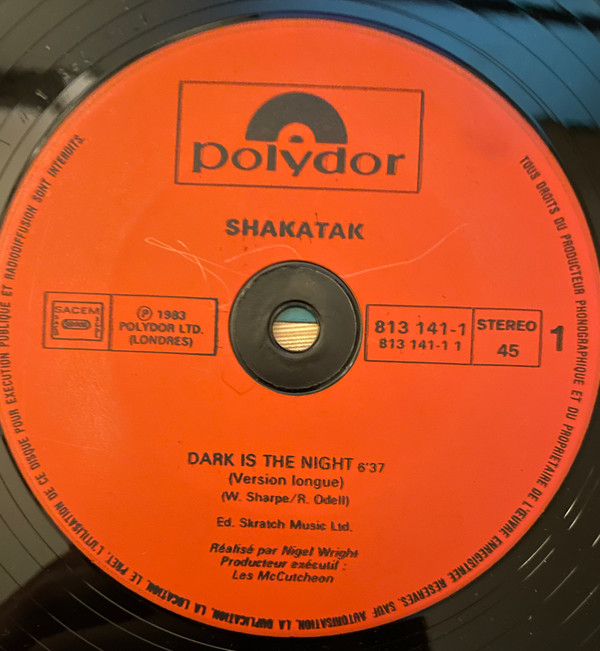 polydor
SHAKATAK
SACEM
℗ 1983
POLYDOR LTD.
(LONDRES)
813 141-1
813 141-1 1
STEREO
45
1
DARK IS THE NIGHT 6'37
(Version longue)
(W. Sharpe/R. Odell)
Ed. Skratch Music Ltd.
Réalisé par Nigel Wright
Producteur exécutif :
Les McCutcheon
TOUS DROITS DU PRODUCTEUR PHONOGRAPHIQUE ET DU PROPRIETAIRE DE L'ŒUVRE ENREGISTREE RESERVES. SAUF AUTORISATION, LA DUPLICATION, LA LOCATION, LE PRET, L'UTILISATION DE CE DISQUE POUR EXECUTION PUBLIQUE ET RADIODIFFUSION SONT INTERDITS.